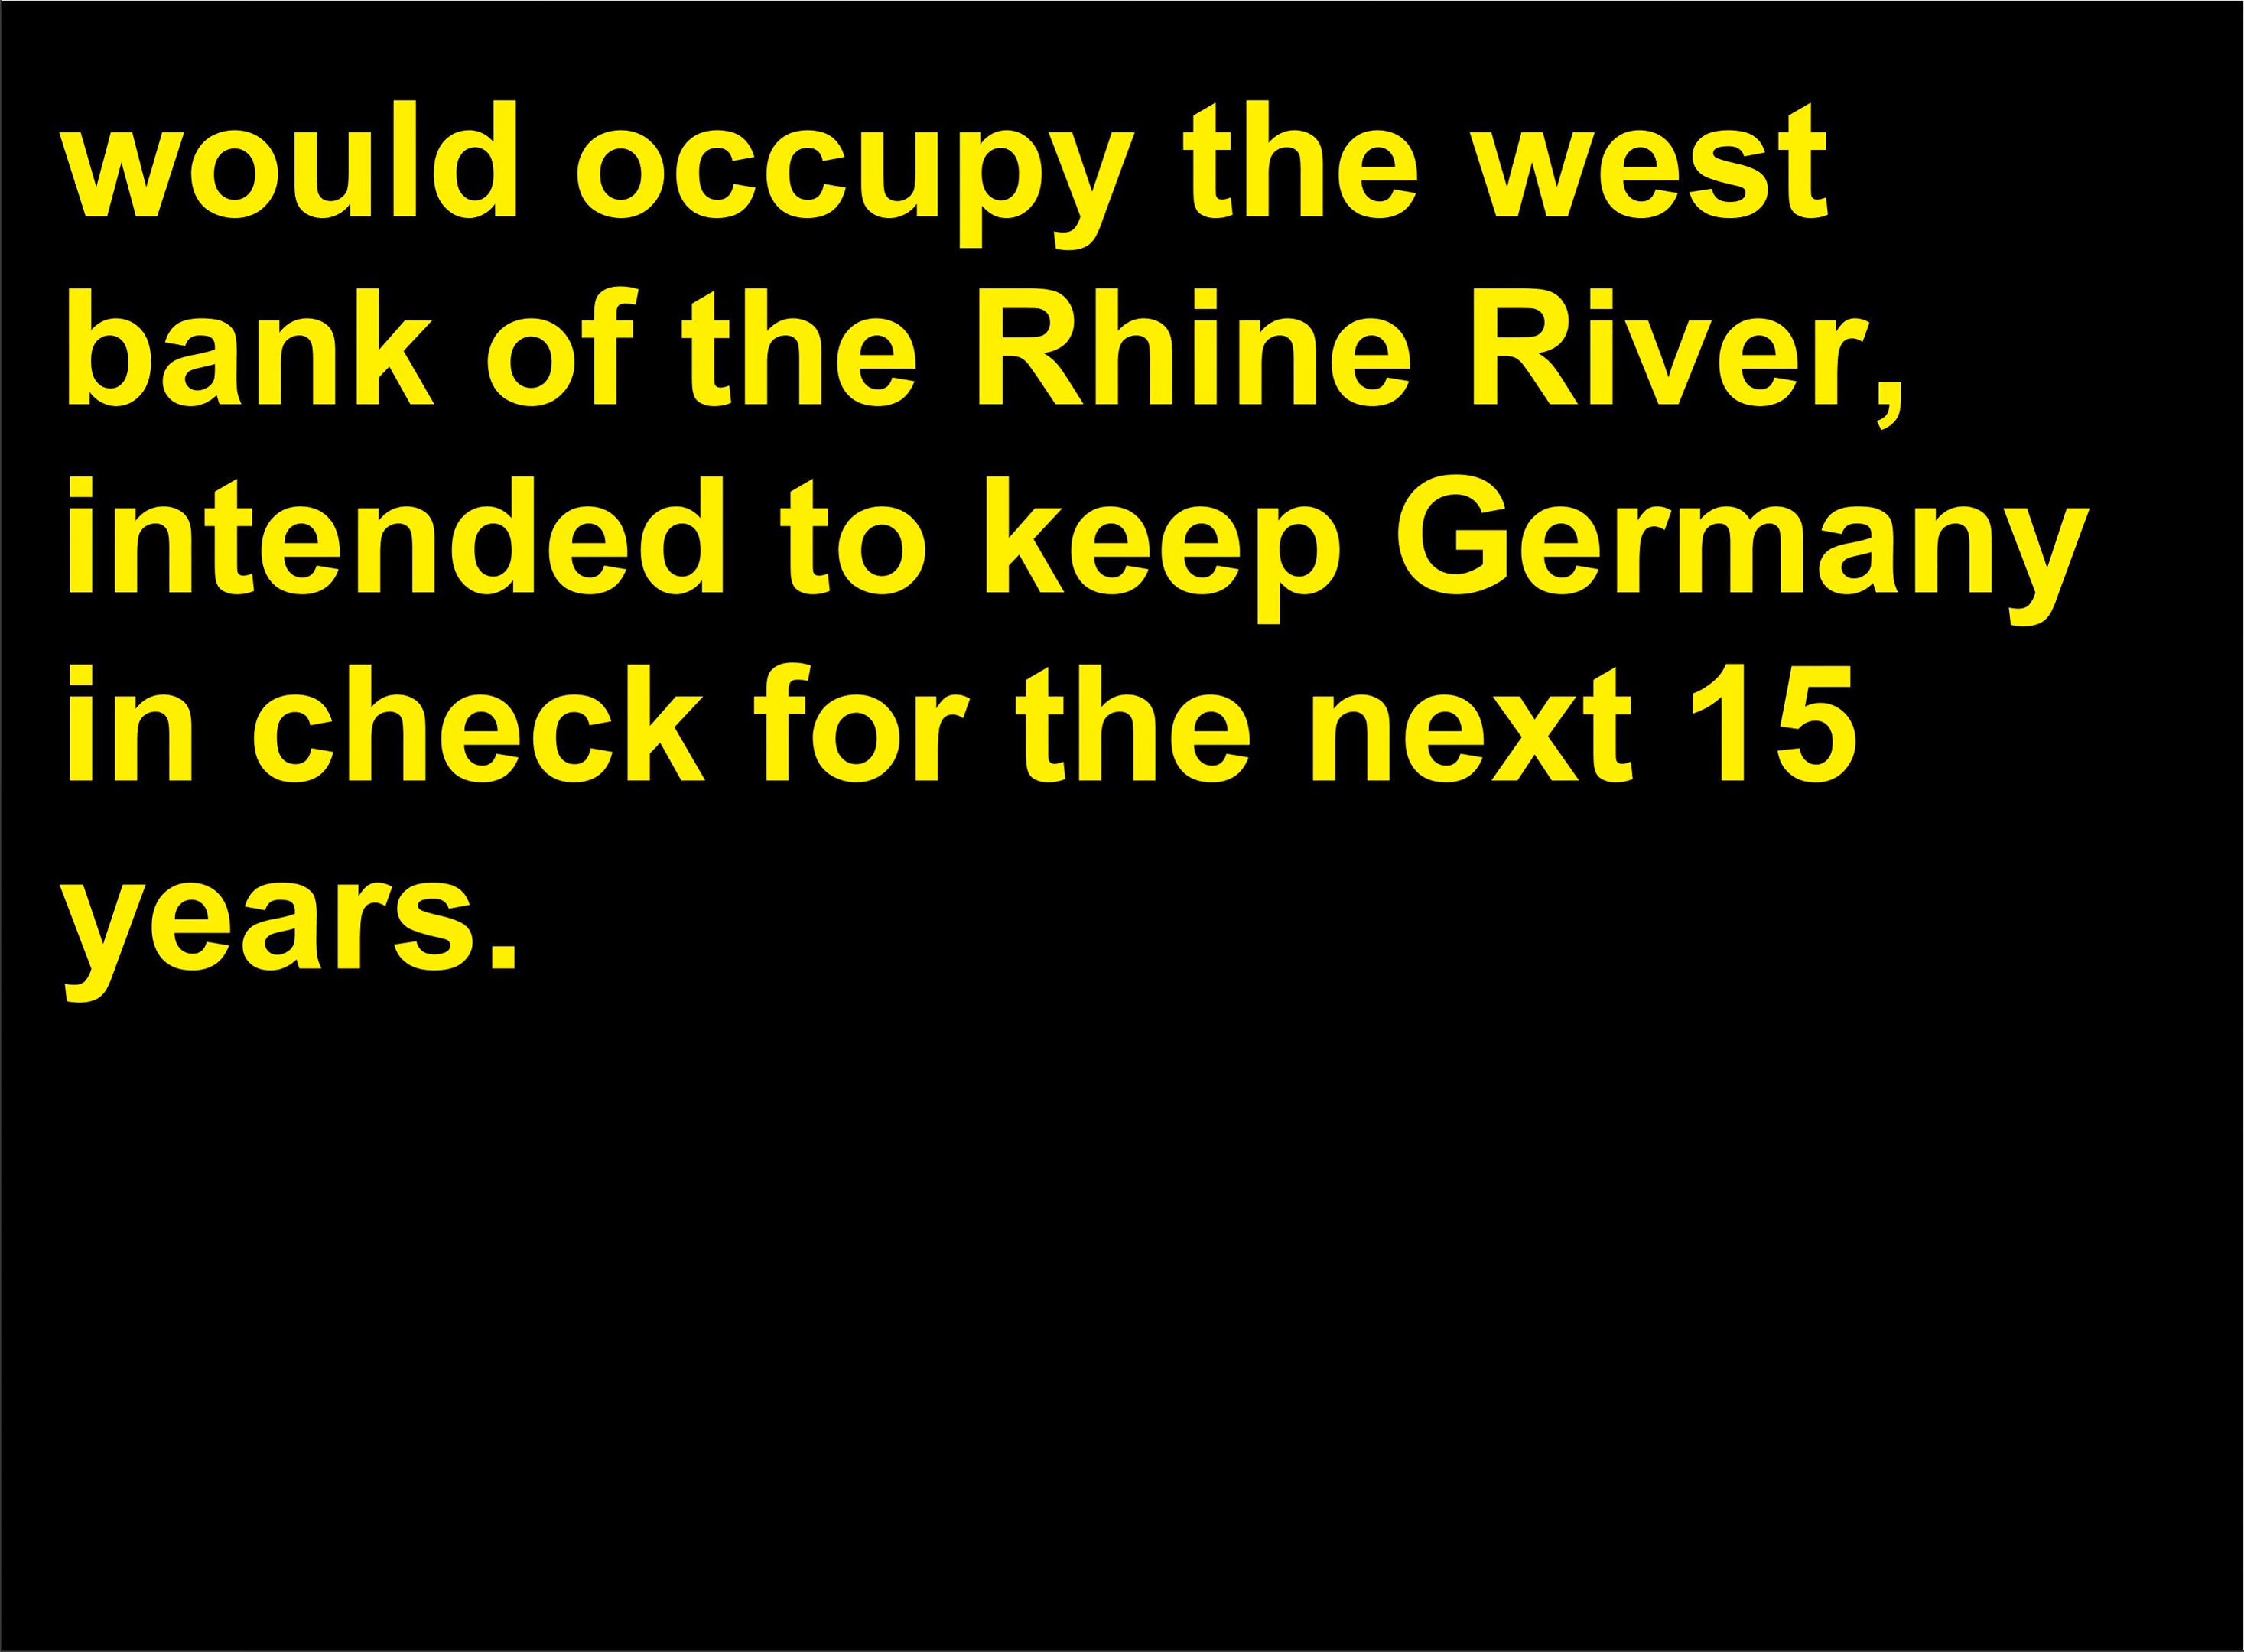 would occupy the west
bank of the Rhine River,
intended to keep Germany
in check for the next 15
years.